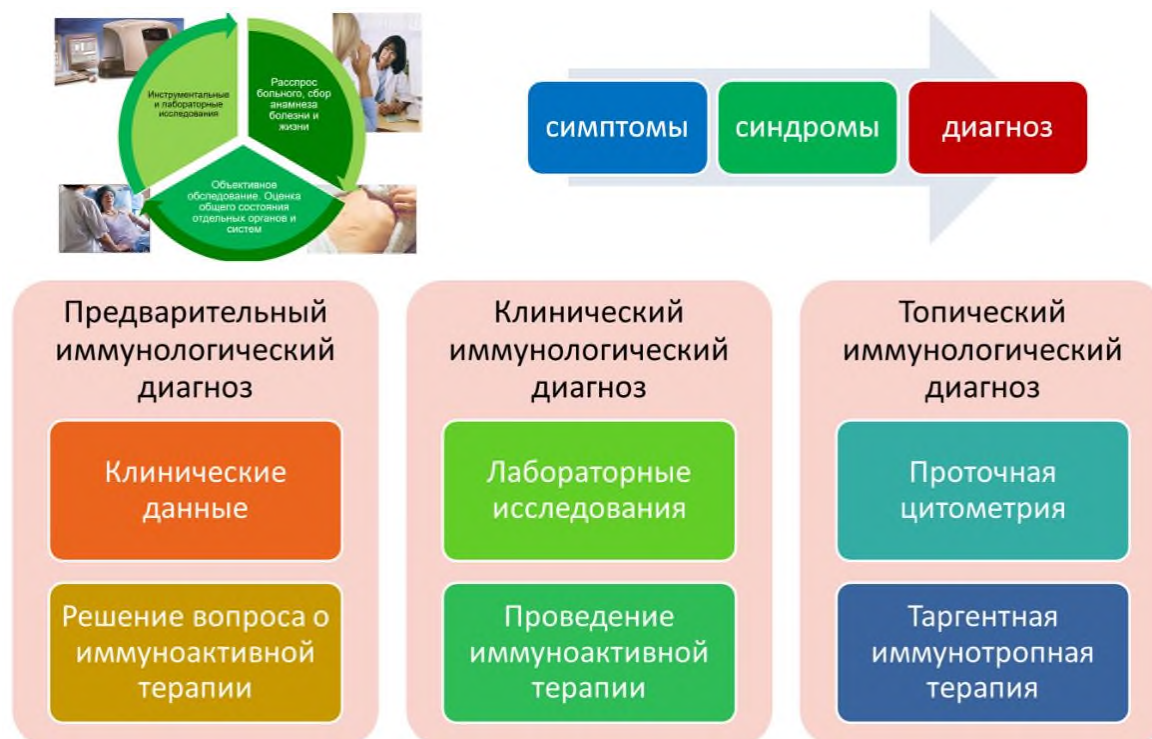 Инструментальные
и лабораторные
исследования
Расспрос
больного, сбор
анамнеза
болезни и
жизни
Объективное
обследование. Оценка
общего состояния
отдельных органов и
систем
симптомы
синдромы
диагноз
Предварительный
иммунологический
диагноз
Клинические
данные
Решение вопроса о
иммуноактивной
терапии
Клинический
иммунологический
диагноз
Лабораторные
исследования
Проведение
иммуноактивной
терапии
Топический
иммунологический
диагноз
Проточная
цитометрия
Таргентная
иммунотропная
терапия